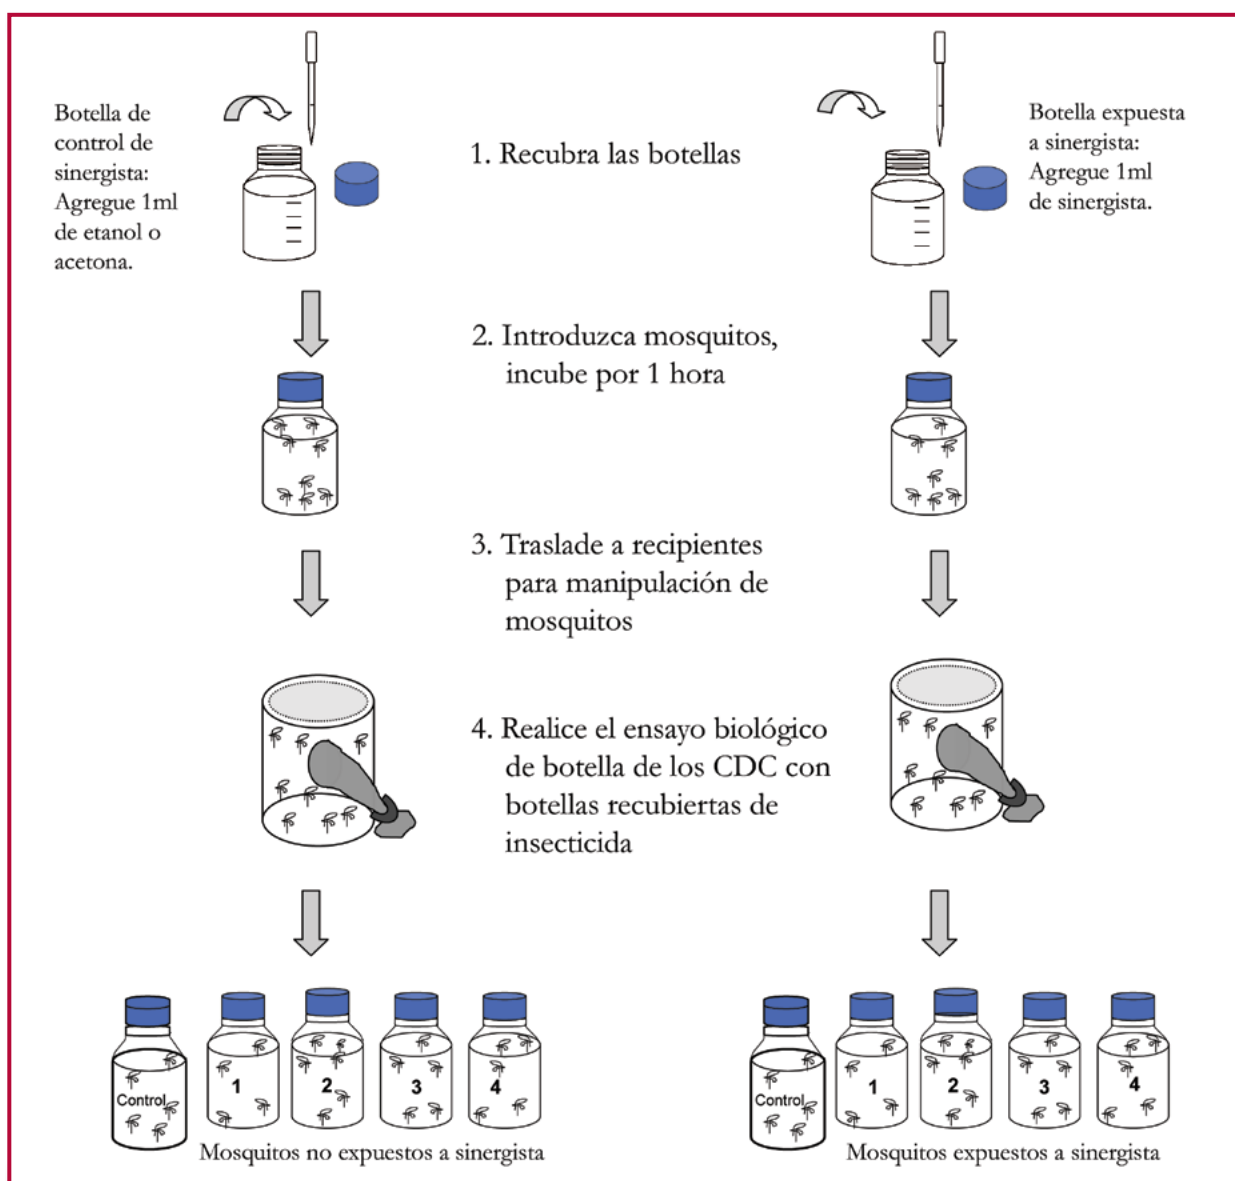 Botella de
control de
sinergista:
Agregue 1ml
de etanol o
acetona.
1. Recubra las botellas
Botella expuesta
a sinergista:
Agregue 1ml
de sinergista.
2. Introduzca mosquitos,
incube por 1 hora
3. Traslade a recipientes
para manipulación de
mosquitos
4. Realice el ensayo biológico
de botella de los CDC con
botellas recubiertas de
insecticida
Control
1
2
3
4
Mosquitos no expuestos a sinergista
Control
1
2
3
4
Mosquitos expuestos a sinergista